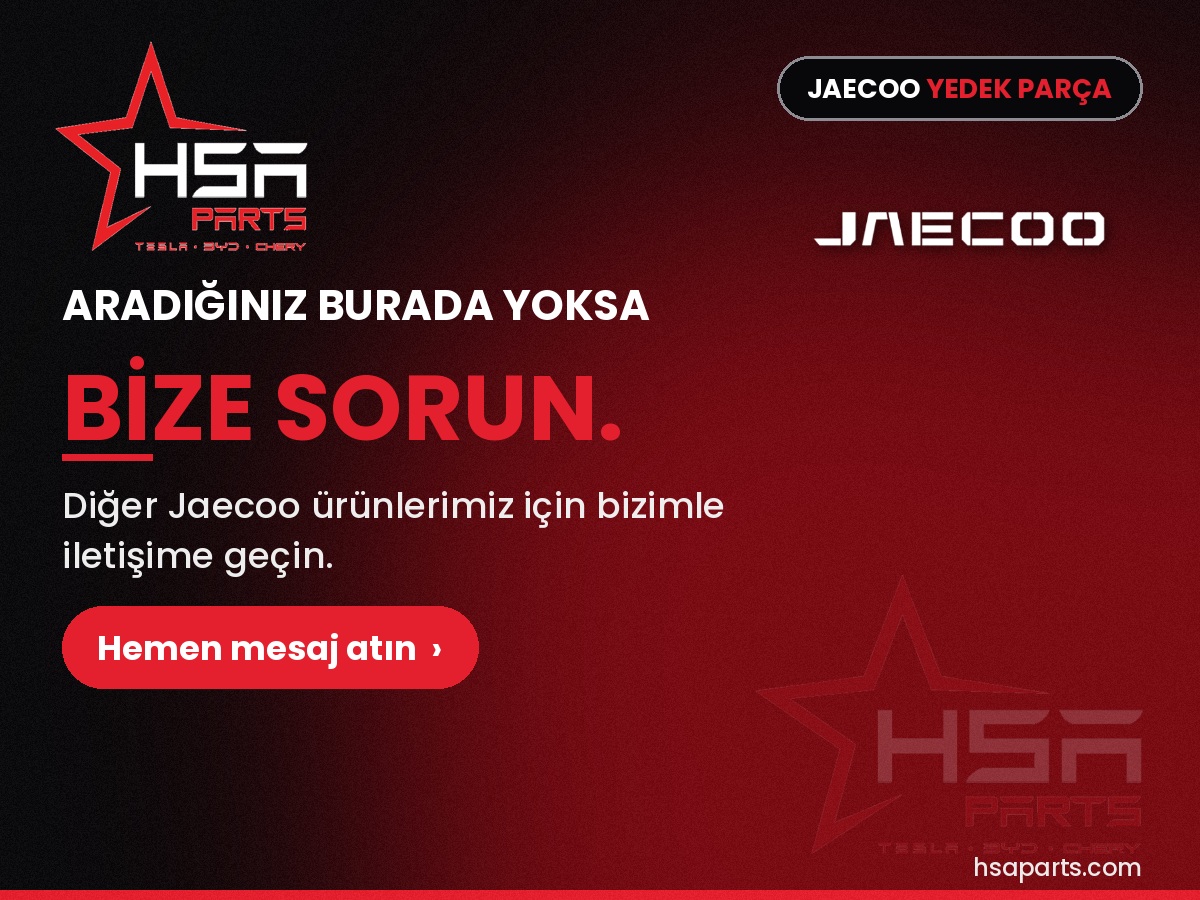 HSA
PARTS
TESLA • BYD • CHERY
JAECOO YEDEK PARÇA
JAECOO
ARADIĞINIZ BURADA YOKSA
BİZE SORUN.
Diğer Jaecoo ürünlerimiz için bizimle
iletişime geçin.
Hemen mesaj atın ›
HSA
PARTS
TESLA • BYD • CHERY
hsaparts.com